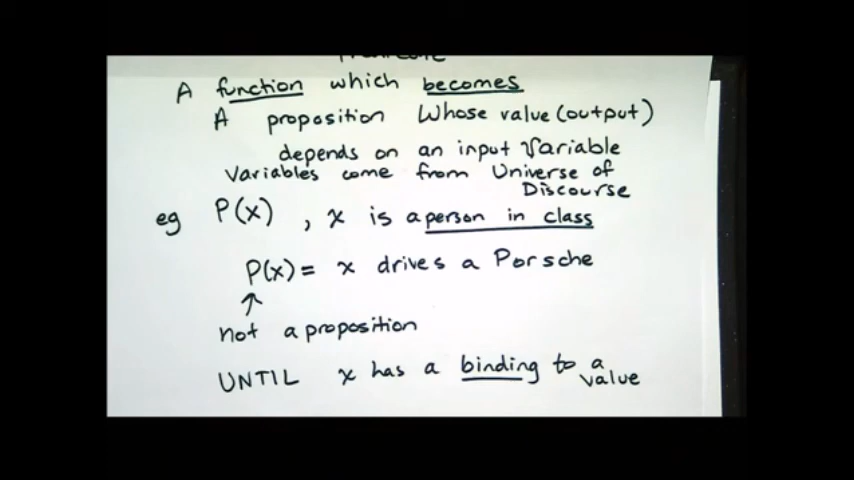 A function which becomes
A proposition Whose value (output)
depends on an input Variable
Variables come from Universe of
Discourse
eg P(x) , x is a person in class
P(x) = x drives a Porsche
↑
not a proposition
UNTIL x has a binding to a
value